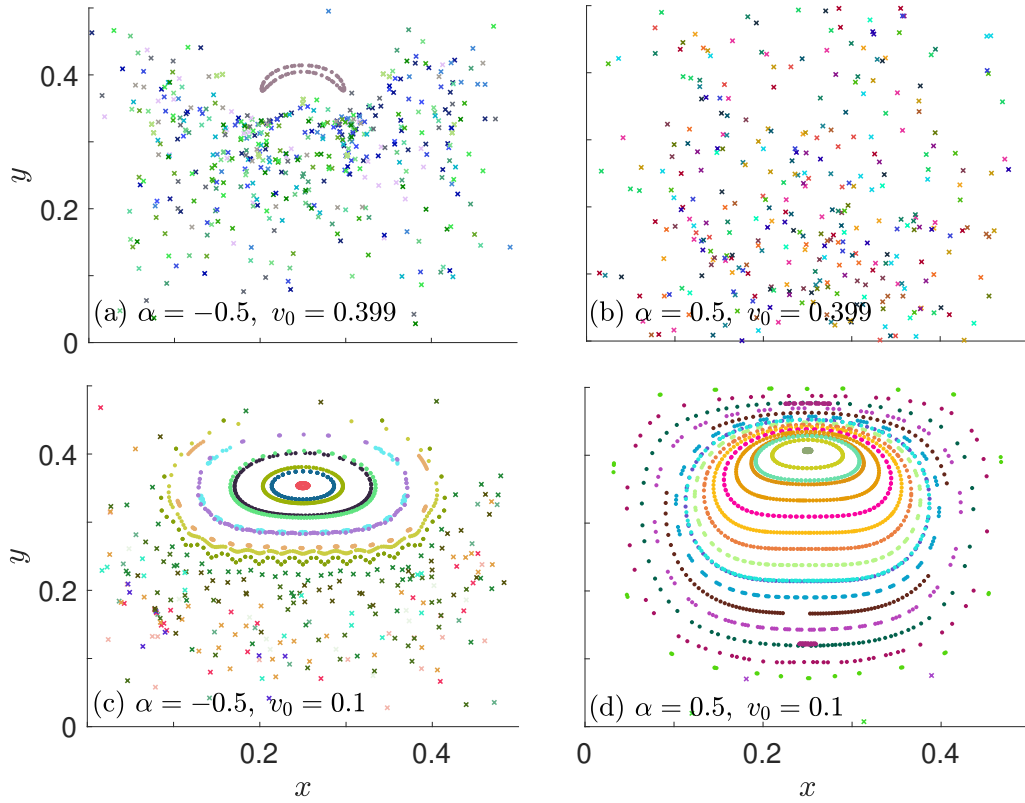 0.4
y
0.2
(a) α = −0.5, v₀ = 0.399
0
(b) α = 0.5, v₀ = 0.399
0.4
y
0.2
(c) α = −0.5, v₀ = 0.1
0
(d) α = 0.5, v₀ = 0.1
0.2 0.4
x
0 0.2 0.4
x